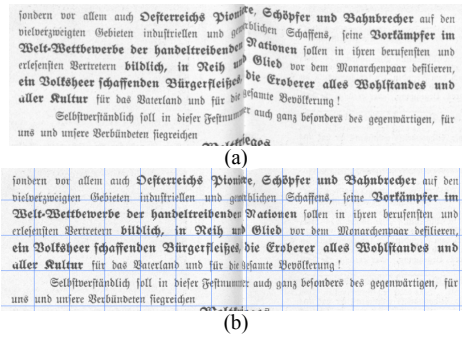 sondern vor allem auch Oesterreichs Pioniere, Schöpfer und Bahnbrecher auf den
vielverzweigten Gebieten industriellen und gewerblichen Schaffens, seine Vorkämpfer im
Welt-Wettbewerbe der handeltreibenden Nationen sollen in ihren berufensten und
erlesensten Vertretern bildlich, in Reih und Glied vor dem Monarchenpaar defilieren,
ein Volksheer schaffenden Bürgerfleißes, die Eroberer alles Wohlstandes und
aller Kultur für das Vaterland und für die gesamte Bevölkerung!
Selbstverständlich soll in dieser Festnummer auch ganz besonders des gegenwärtigen, für
uns und unsere Verbündeten siegreichen
Weltkrieges
(a)
sondern vor allem auch Oesterreichs Pioniere, Schöpfer und Bahnbrecher auf den
vielverzweigten Gebieten industriellen und gewerblichen Schaffens, seine Vorkämpfer im
Welt-Wettbewerbe der handeltreibenden Nationen sollen in ihren berufensten und
erlesensten Vertretern bildlich, in Reih und Glied vor dem Monarchenpaar defilieren,
ein Volksheer schaffenden Bürgerfleißes, die Eroberer alles Wohlstandes und
aller Kultur für das Vaterland und für die gesamte Bevölkerung!
Selbstverständlich soll in dieser Festnummer auch ganz besonders des gegenwärtigen, für
uns und unsere Verbündeten siegreichen
Weltkrieges
(b)